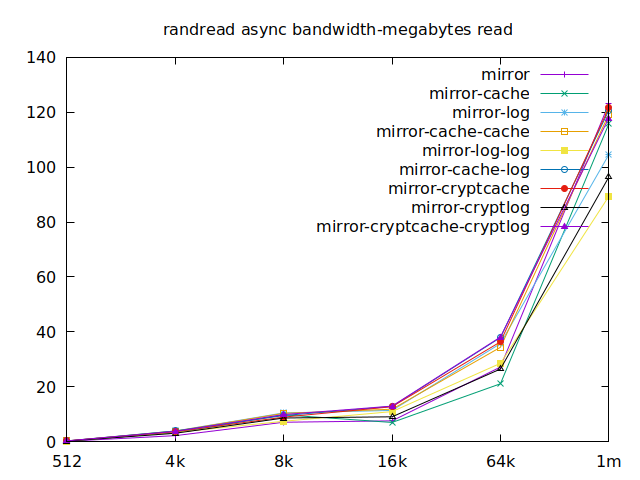 randread async bandwidth-megabytes read
140
120
100
80
60
40
20
0
mirror
mirror-cache
mirror-log
mirror-cache-cache
mirror-log-log
mirror-cache-log
mirror-cryptcache
mirror-cryptlog
mirror-cryptcache-cryptlog
512 4k 8k 16k 64k 1m